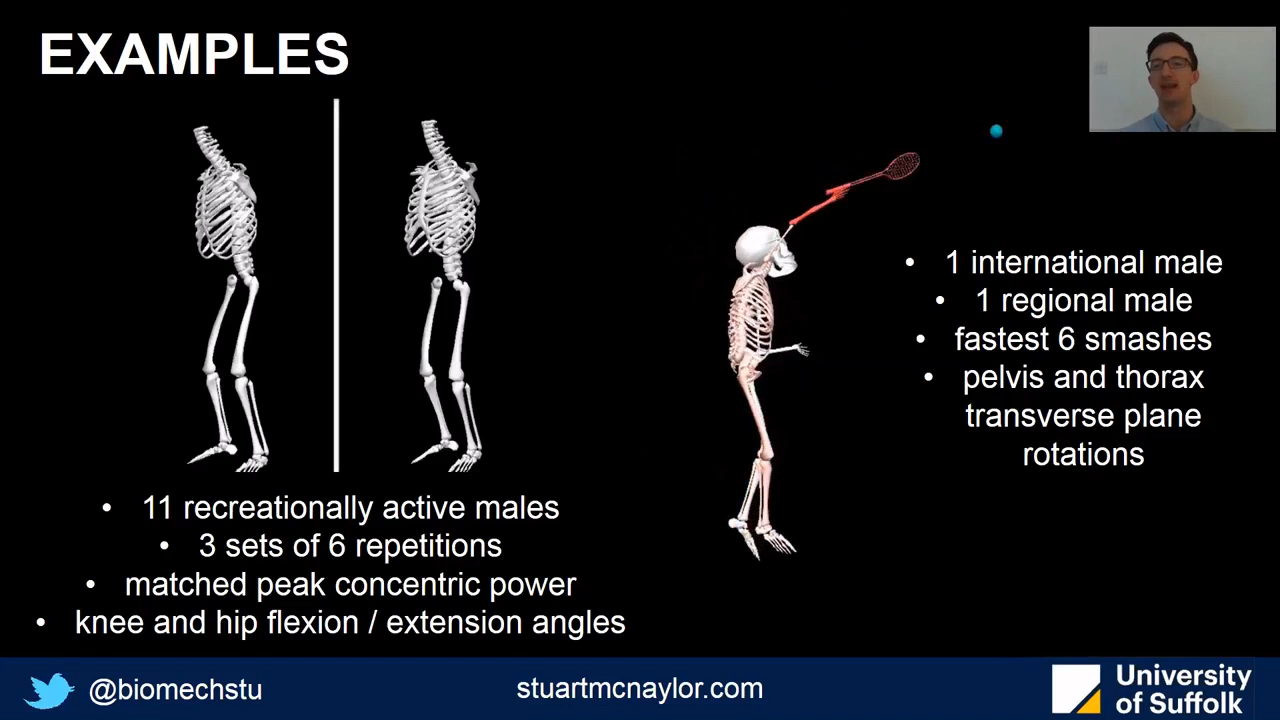 EXAMPLES
• 11 recreationally active males
• 3 sets of 6 repetitions
• matched peak concentric power
• knee and hip flexion / extension angles
• 1 international male
• 1 regional male
• fastest 6 smashes
• pelvis and thorax
transverse plane
rotations
@biomechstu
stuartmcnaylor.com
University
of Suffolk